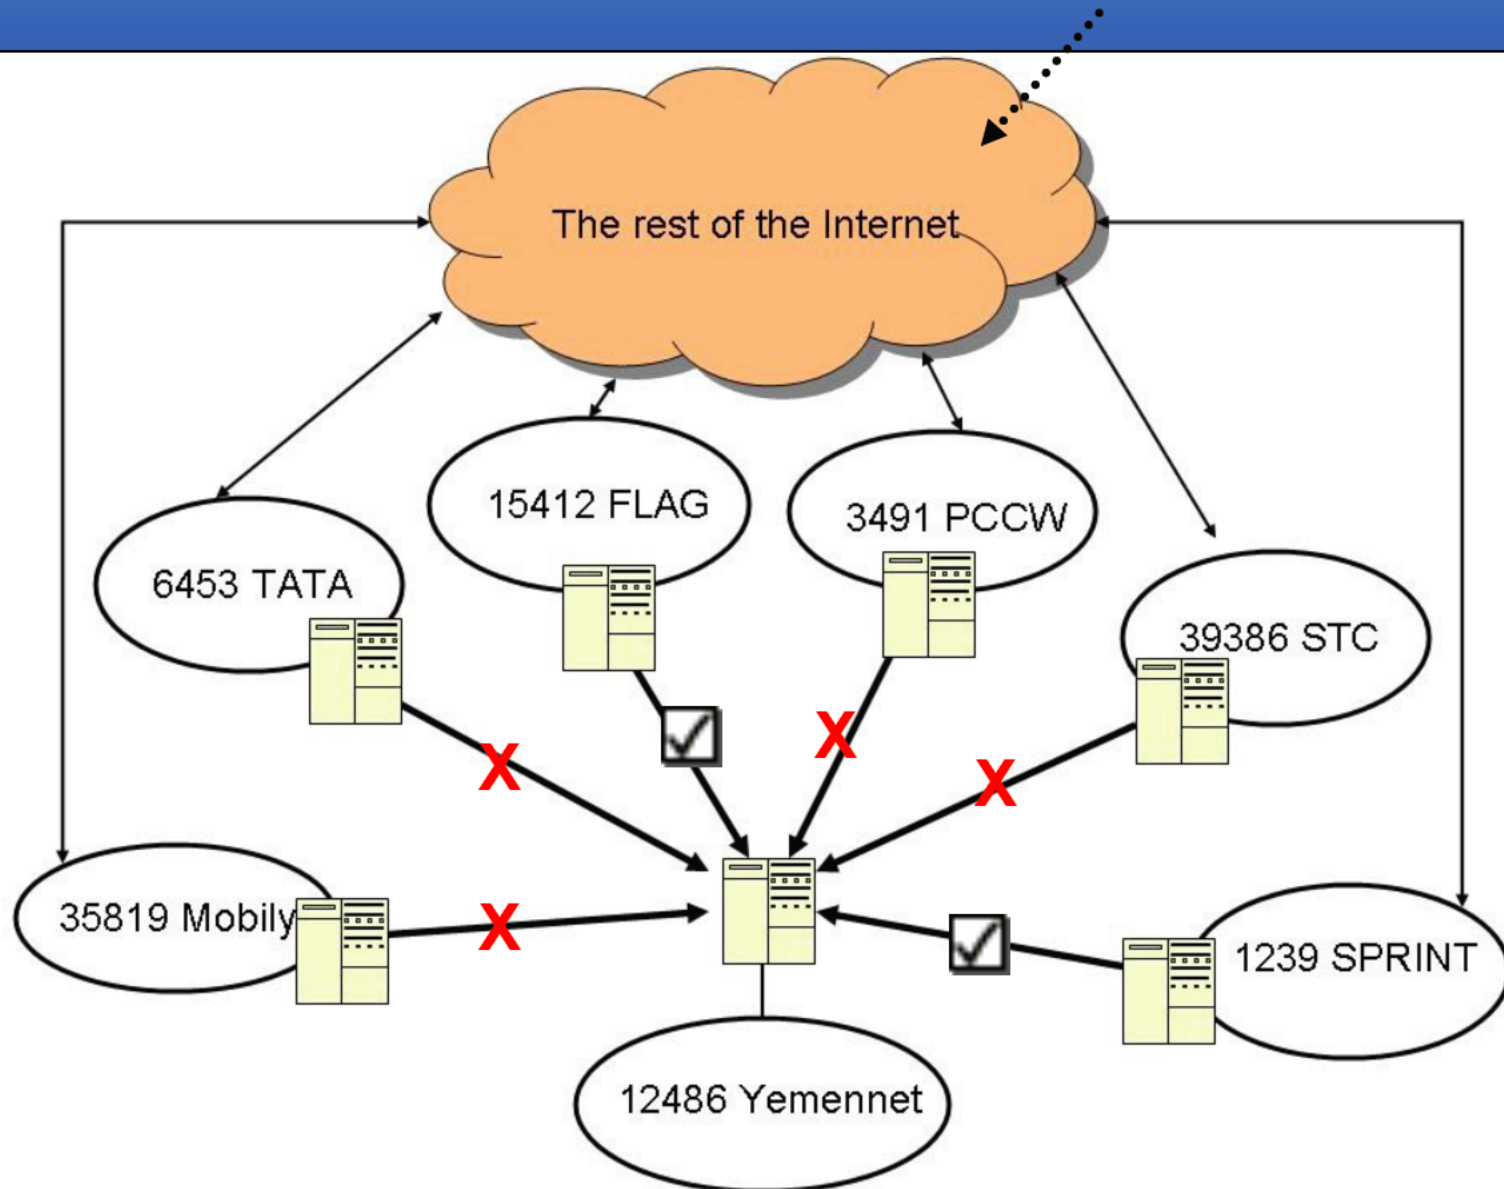 The rest of the Internet
15412 FLAG
3491 PCCW
6453 TATA
39386 STC
X
X
X
35819 Mobily
X
1239 SPRINT
12486 Yemennet